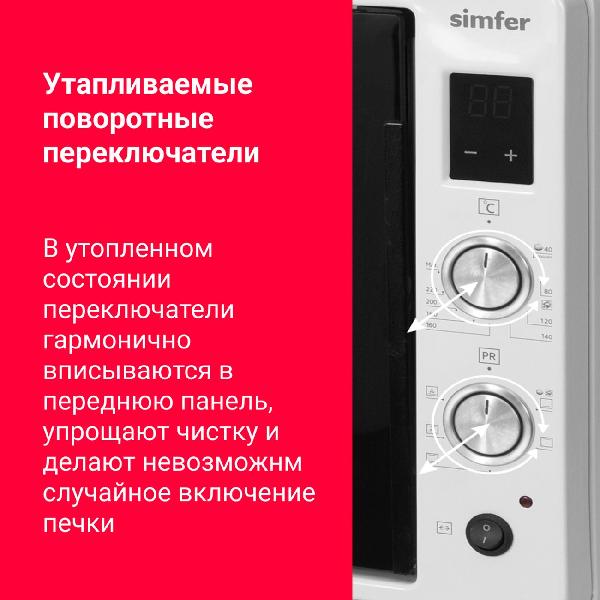 Утапливаемые
поворотные
переключатели
В утопленном
состоянии
переключатели
гармонично
вписываются в
переднюю панель,
упрощают чистку и
делают невозможнм
случайное включение
печки
simfer
88
− +
°C
40
80
120
140
160
200
PR